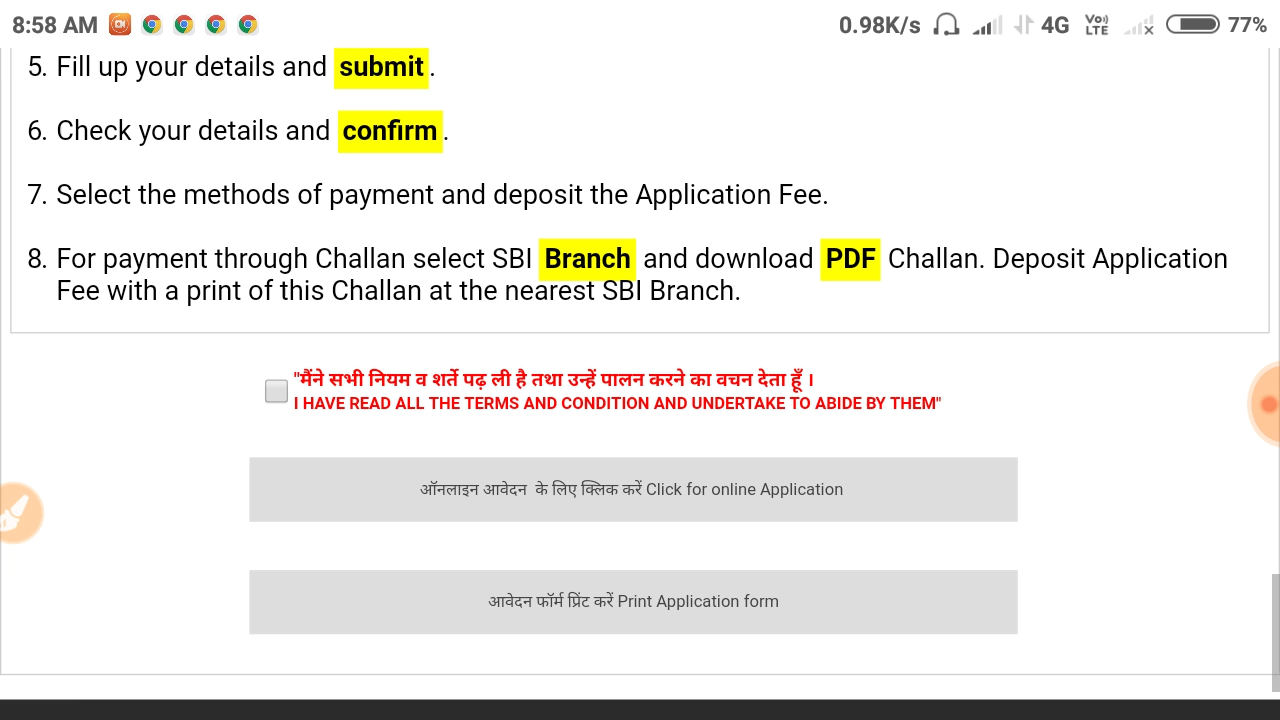 8:58 AM 0.98K/s 4G Vo)) LTE 77%
5. Fill up your details and submit.
6. Check your details and confirm.
7. Select the methods of payment and deposit the Application Fee.
8. For payment through Challan select SBI Branch and download PDF Challan. Deposit Application
Fee with a print of this Challan at the nearest SBI Branch.
"मैंने सभी नियम व शर्ते पढ़ ली है तथा उन्हें पालन करने का वचन देता हूँ ।
I HAVE READ ALL THE TERMS AND CONDITION AND UNDERTAKE TO ABIDE BY THEM"
ऑनलाइन आवेदन के लिए क्लिक करें Click for online Application
आवेदन फॉर्म प्रिंट करें Print Application form